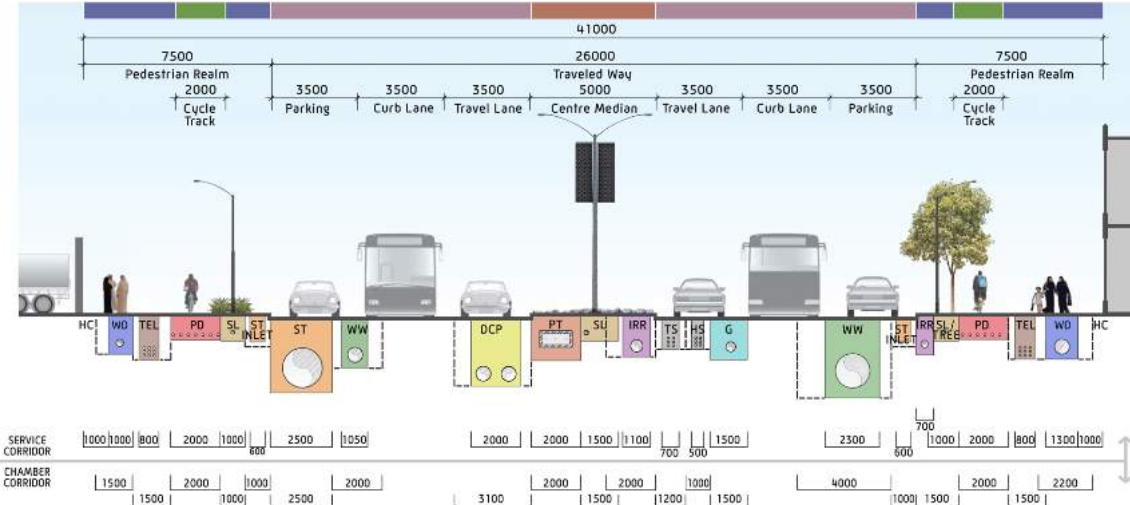 41000
7500 26000 7500
Pedestrian Realm Traveled Way Pedestrian Realm
2000 3500 3500 3500 5000 3500 3500 3500 2000
Cycle Track Parking Curb Lane Travel Lane Centre Median Travel Lane Curb Lane Parking Cycle Track
HC WD TEL PD SL ST INLET ST WW DCP PT SL IRR TS HS G WW ST INLET IRR SL/TREE PD TEL WD HC
SERVICE CORRIDOR
1000 1000 800 2000 1000 600 2500 1050 2000 2000 1500 1100 700 500 1500 2300 600 700 1000 2000 800 1300 1000
CHAMBER CORRIDOR
1500 2000 1000 2000 2000 2000 1000 4000 2000 2200
1500 1000 2500 3100 1500 1200 1500 1000 1500 1500